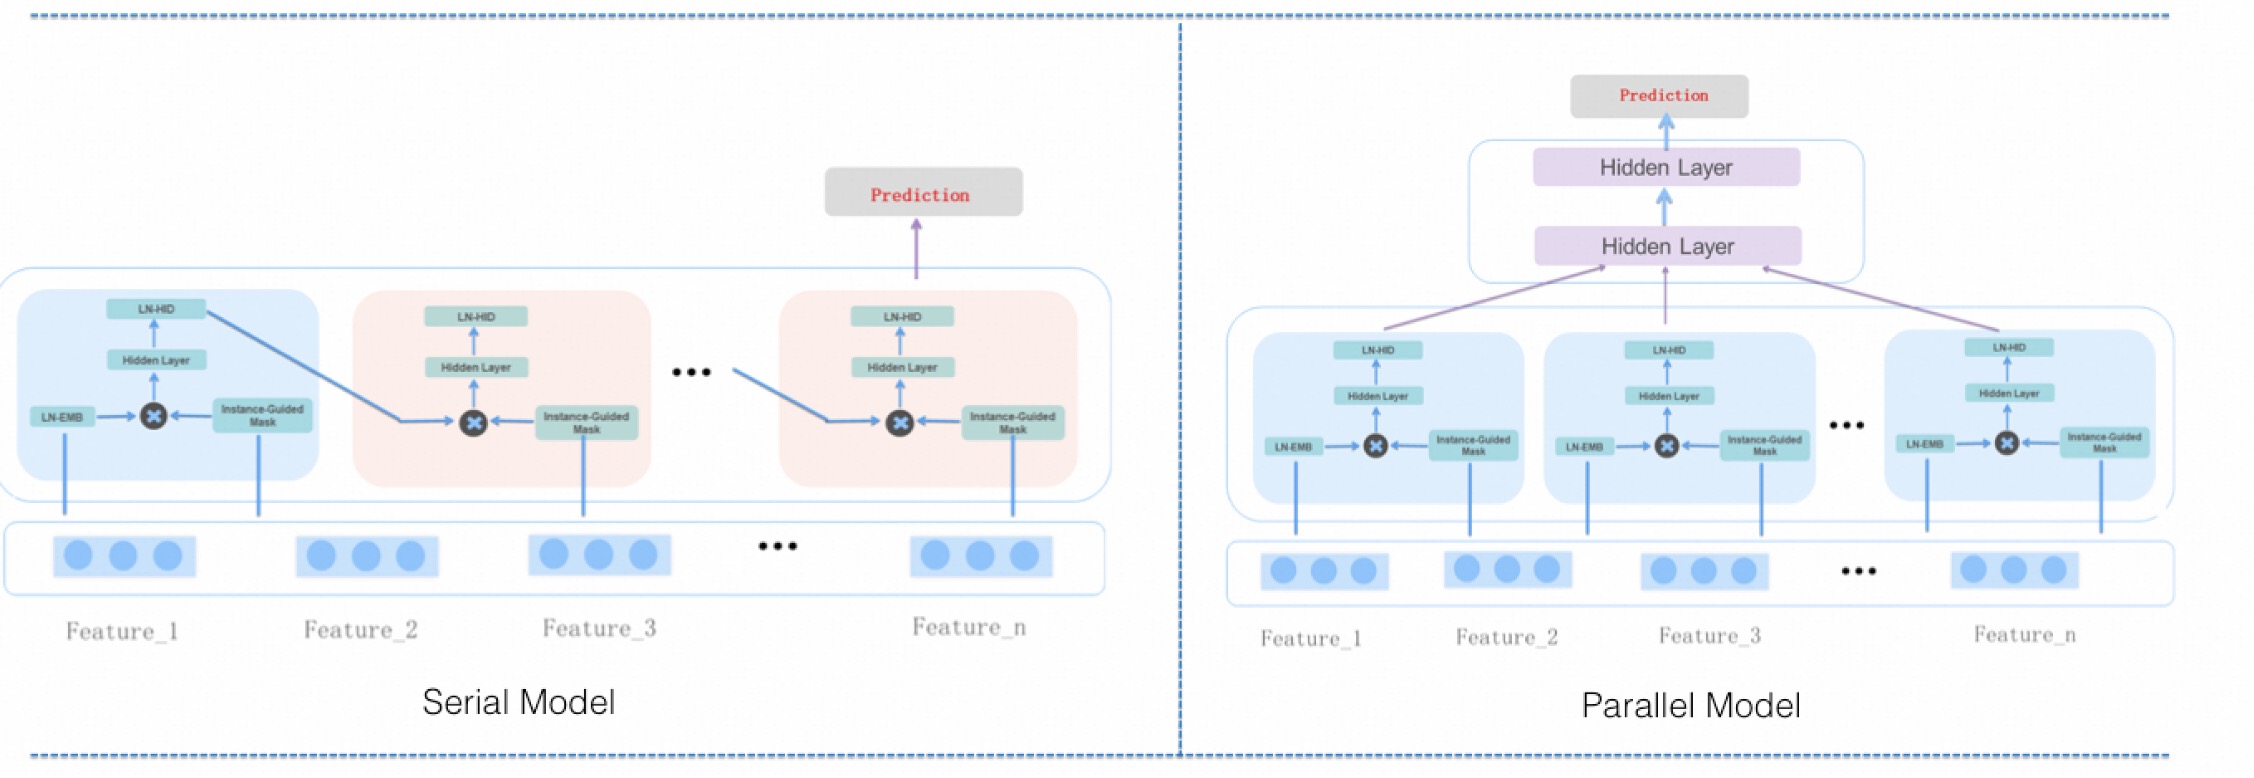 Prediction
LN-HID
Hidden Layer
LN-EMB
Instance-Guided
Mask
LN-HID
Hidden Layer
Instance-Guided
Mask
•••
LN-HID
Hidden Layer
Instance-Guided
Mask
•••
Feature_1
Feature_2
Feature_3
Feature_n
Serial Model
Prediction
Hidden Layer
Hidden Layer
LN-HID
Hidden Layer
LN-EMB
Instance-Guided
Mask
LN-HID
Hidden Layer
LN-EMB
Instance-Guided
Mask
•••
LN-HID
Hidden Layer
LN-EMB
Instance-Guided
Mask
•••
Feature_1
Feature_2
Feature_3
Feature_n
Parallel Model